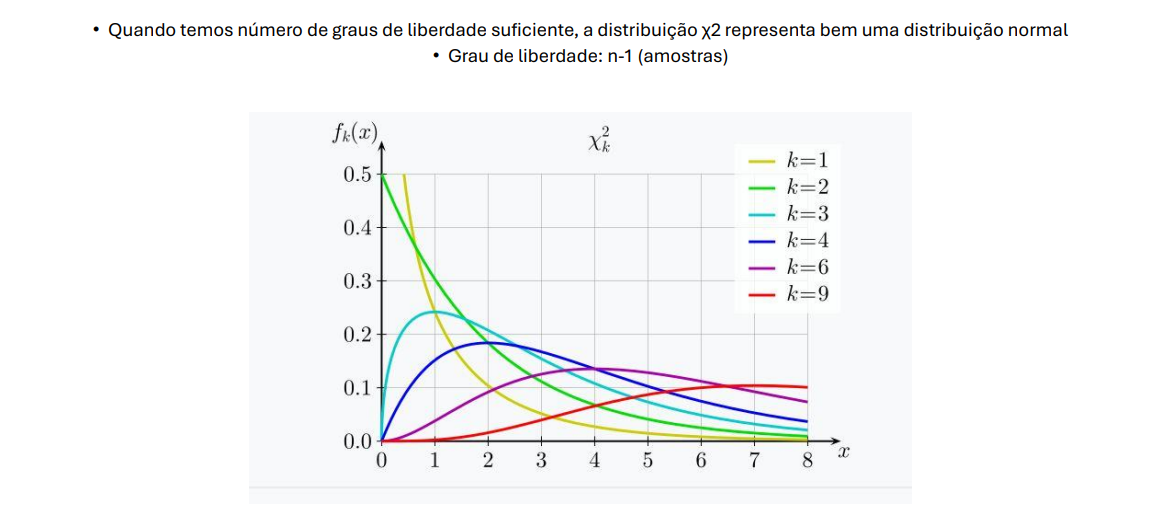 • Quando temos número de graus de liberdade suficiente, a distribuição χ2 representa bem uma distribuição normal
• Grau de liberdade: n-1 (amostras)
fₖ(x)
χ²ₖ
k=1
k=2
k=3
k=4
k=6
k=9
0.5
0.4
0.3
0.2
0.1
0.0
0 1 2 3 4 5 6 7 8 x